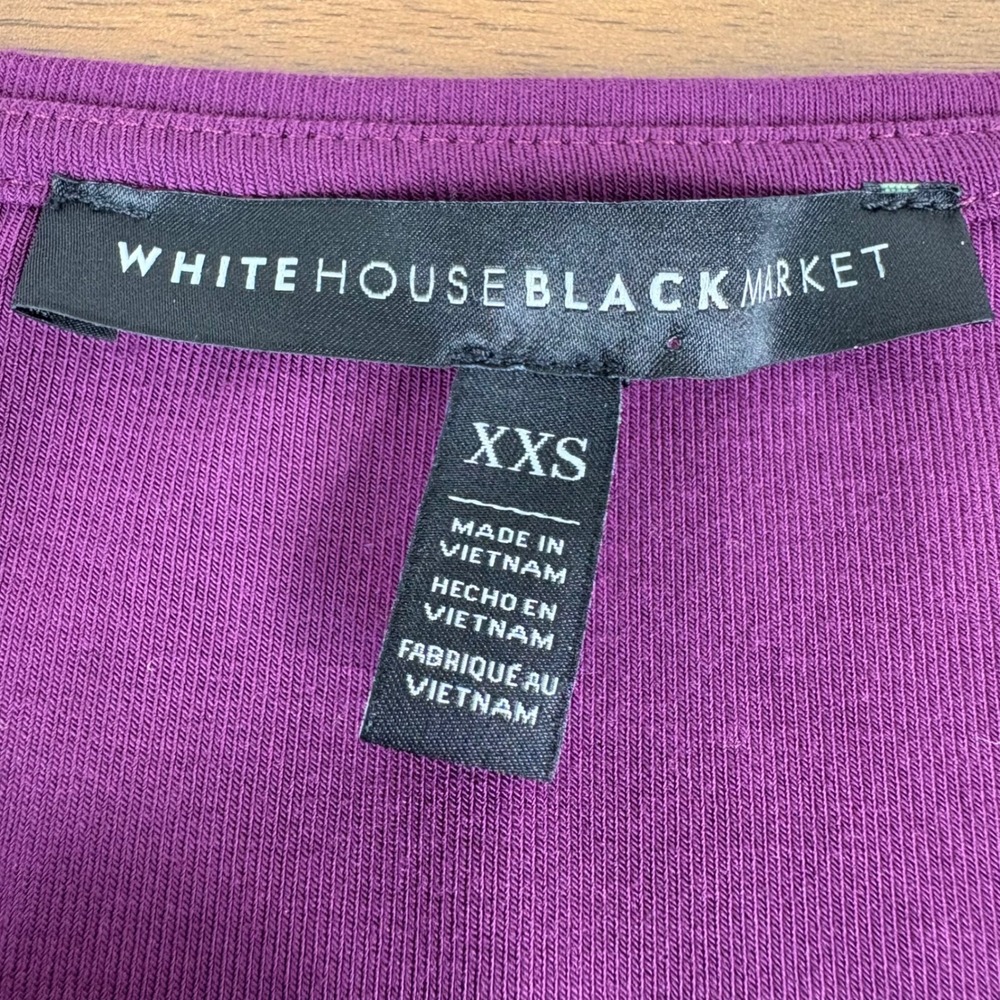 WHITE HOUSE BLACK MARKET
XXS
MADE IN
VIETNAM
HECHO EN
VIETNAM
FABRIQUÉ AU
VIETNAM